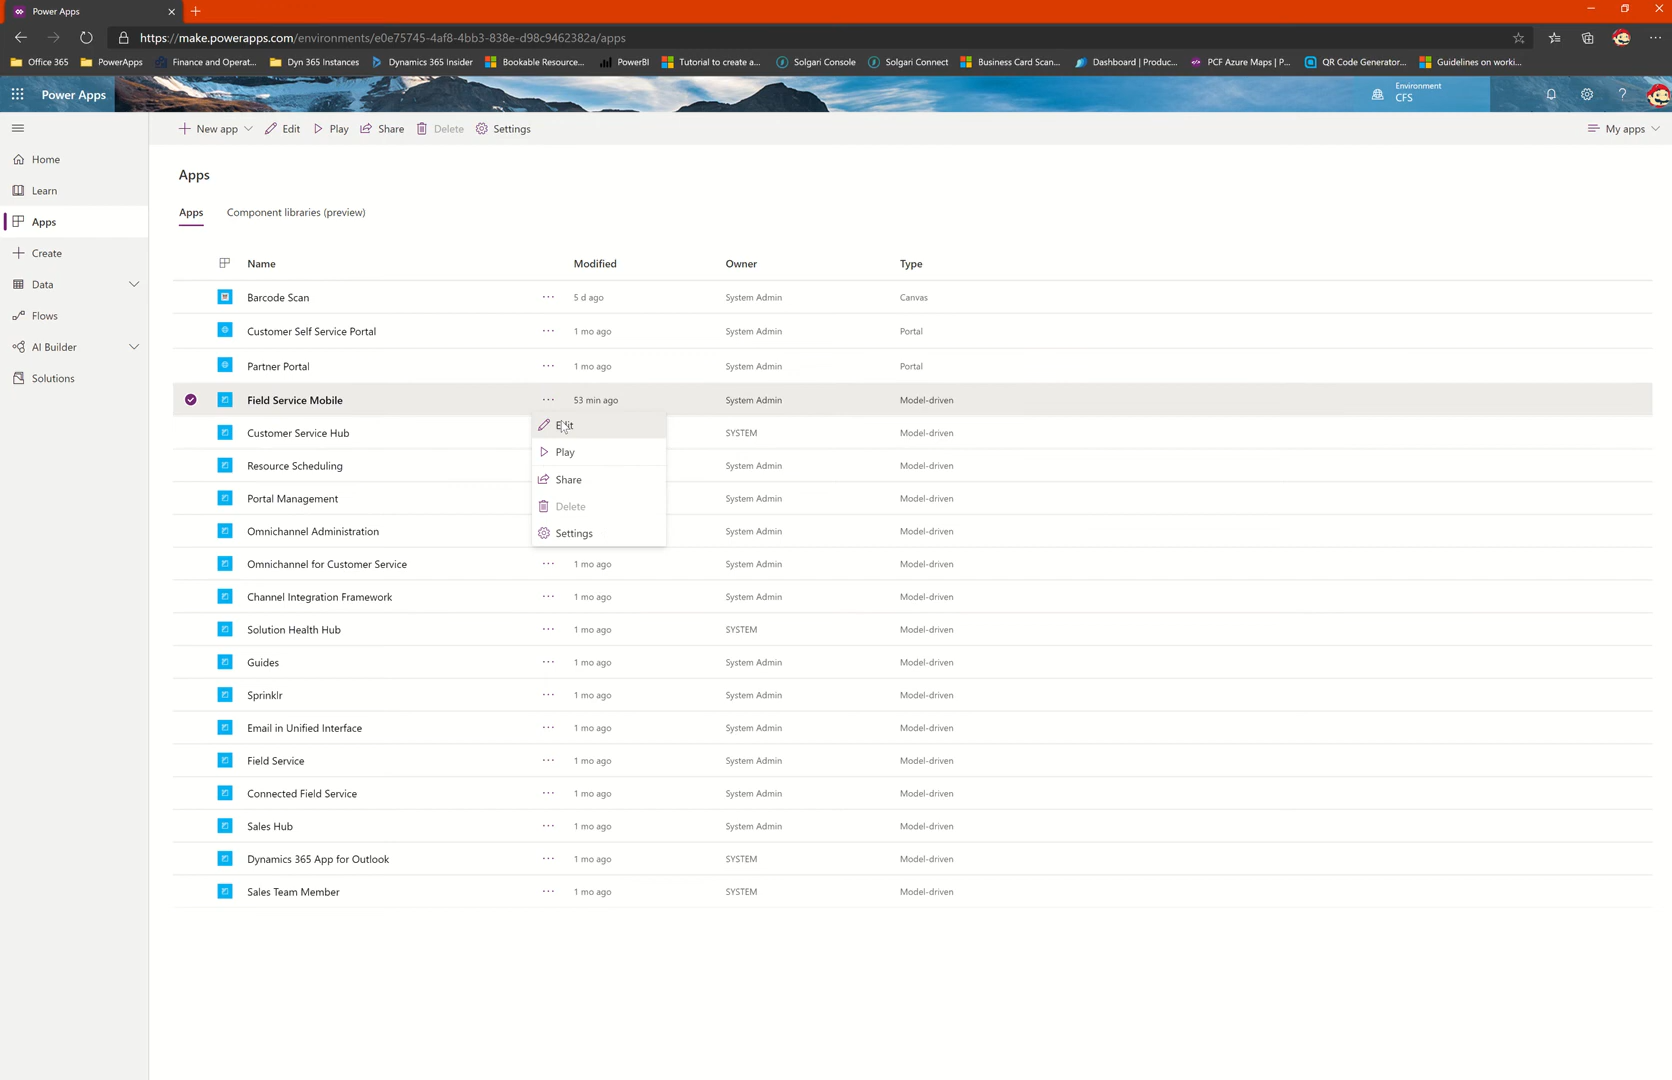 Power Apps
https://make.powerapps.com/environments/e0e75745-4af8-4bb3-838e-d98c9462382a/apps
Office 365 PowerApps Finance and Operat... Dyn 365 Instances Dynamics 365 Insider Bookable Resource... PowerBI Tutorial to create a... Solgari Console Solgari Connect Business Card Scan... Dashboard | Produc... PCF Azure Maps | P... QR Code Generator... Guidelines on worki...
Power Apps Environment
CFS
New app Edit Play Share Delete Settings My apps
Home
Learn
Apps
Create
Data
Flows
AI Builder
Solutions
Apps
Apps Component libraries (preview)
Name Modified Owner Type
Barcode Scan ... 5 d ago System Admin Canvas
Customer Self Service Portal ... 1 mo ago System Admin Portal
Partner Portal ... 1 mo ago System Admin Portal
Field Service Mobile ... 53 min ago System Admin Model-driven
Customer Service Hub SYSTEM Model-driven
Resource Scheduling System Admin Model-driven
Portal Management System Admin Model-driven
Omnichannel Administration System Admin Model-driven
Edit
Play
Share
Delete
Settings
Omnichannel for Customer Service ... 1 mo ago System Admin Model-driven
Channel Integration Framework ... 1 mo ago System Admin Model-driven
Solution Health Hub ... 1 mo ago SYSTEM Model-driven
Guides ... 1 mo ago System Admin Model-driven
Sprinklr ... 1 mo ago System Admin Model-driven
Email in Unified Interface ... 1 mo ago System Admin Model-driven
Field Service ... 1 mo ago System Admin Model-driven
Connected Field Service ... 1 mo ago System Admin Model-driven
Sales Hub ... 1 mo ago System Admin Model-driven
Dynamics 365 App for Outlook ... 1 mo ago SYSTEM Model-driven
Sales Team Member ... 1 mo ago SYSTEM Model-driven